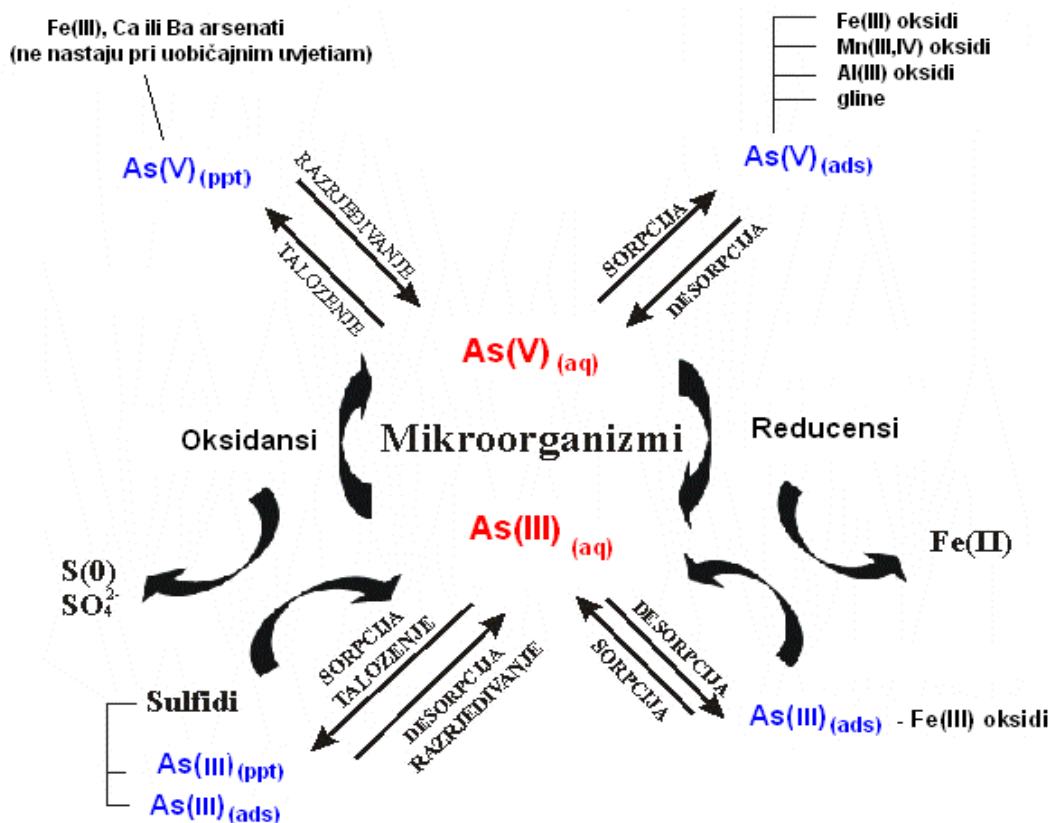 Fe(III), Ca ili Ba arsenati
(ne nastaju pri uobičajnim uvjetiam)
As(V)(ppt)
Fe(III) oksidi
Mn(III,IV) oksidi
Al(III) oksidi
gline
As(V)(ads)
RAZRJEĐIVANJE
TALOZENJE
SORPCIJA
DESORPCIJA
As(V) (aq)
Oksidansi
Mikroorganizmi
Reducensi
As(III) (aq)
Fe(II)
S(0)
SO₄²⁻
SORPCIJA
TALOZENJE
DESORPCIJA
RAZRJEDIVANJE
DESORPCIJA
SORPCIJA
Sulfidi
As(III)(ppt)
As(III)(ads)
As(III)(ads) - Fe(III) oksidi